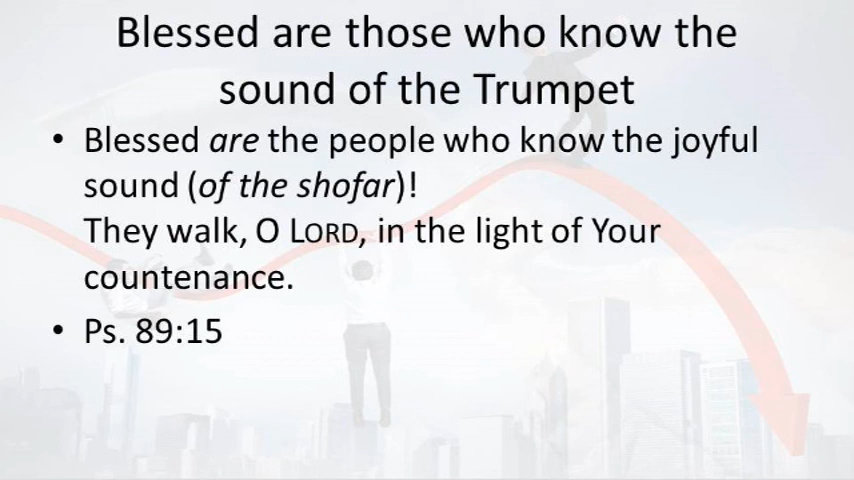 Blessed are those who know the
sound of the Trumpet
• Blessed are the people who know the joyful
sound (of the shofar)!
They walk, O LORD, in the light of Your
countenance.
• Ps. 89:15